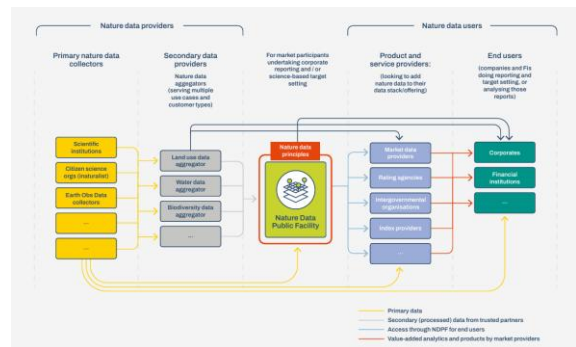 Nature data providers
Nature data users
Primary nature data
collectors
Secondary data
providers
Nature data
aggregators
(serving multiple
use cases and
customer types)
For market participants
undertaking corporate
reporting and / or
science-based target
setting
Product and
service providers:
(looking to add
nature data to their
data stack/offering)
End users
(companies and Fis
doing reporting and
target setting, or
analysing those
reports)
Scientific
institutions
Citizen science
orgs (inaturalist)
Earth Obs Data
collectors
...
...
Land use data
aggregator
Water data
aggregator
Biodiversity data
aggregator
...
Nature data
principles
Nature Data
Public Facility
Market data
providers
Rating agencies
Intergovernmental
organisations
Index providers
...
Corporates
Financial
institutions
...
Primary data
Secondary (processed) data from trusted partners
Access through NDPF for end users
Value-added analytics and products by market providers